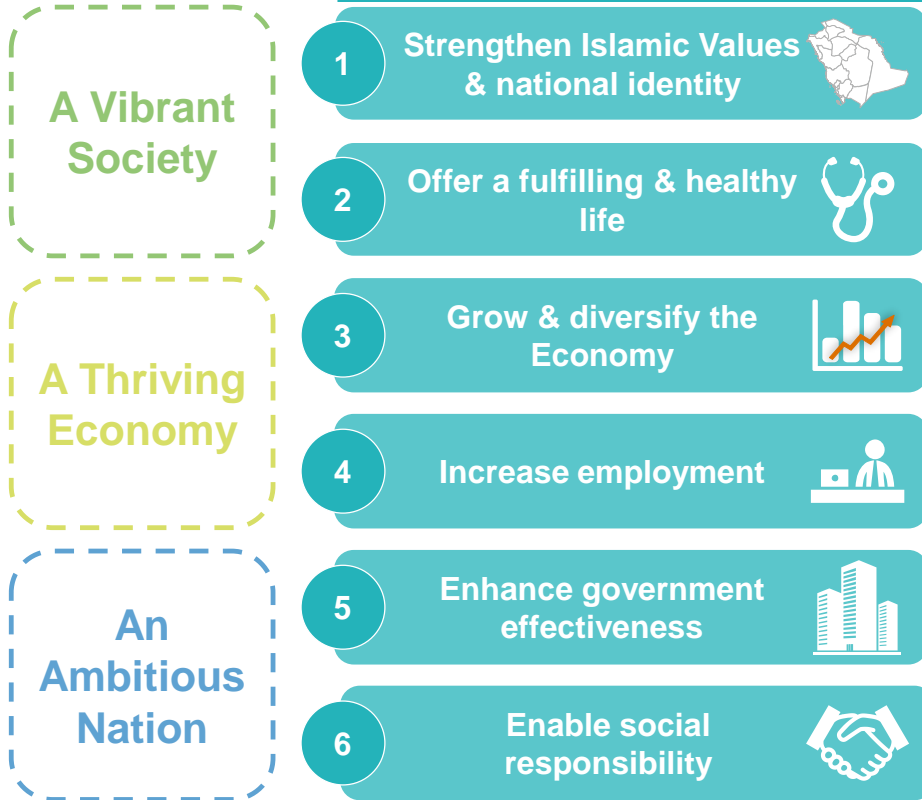 A Vibrant
Society
1
Strengthen Islamic Values
& national identity
2
Offer a fulfilling & healthy
life
A Thriving
Economy
3
Grow & diversify the
Economy
4
Increase employment
An
Ambitious
Nation
5
Enhance government
effectiveness
6
Enable social
responsibility